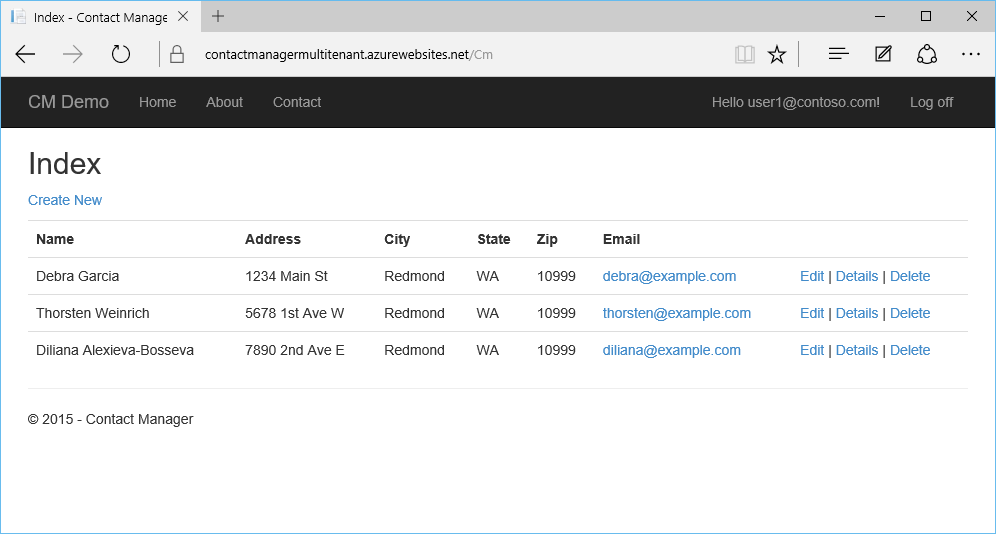 Index - Contact Manage
contactmanagermultitenant.azurewebsites.net/Cm
CM Demo Home About Contact Hello user1@contoso.com! Log off
Index
Create New
Name Address City State Zip Email
Debra Garcia 1234 Main St Redmond WA 10999 debra@example.com Edit | Details | Delete
Thorsten Weinrich 5678 1st Ave W Redmond WA 10999 thorsten@example.com Edit | Details | Delete
Diliana Alexieva-Bosseva 7890 2nd Ave E Redmond WA 10999 diliana@example.com Edit | Details | Delete
© 2015 - Contact Manager